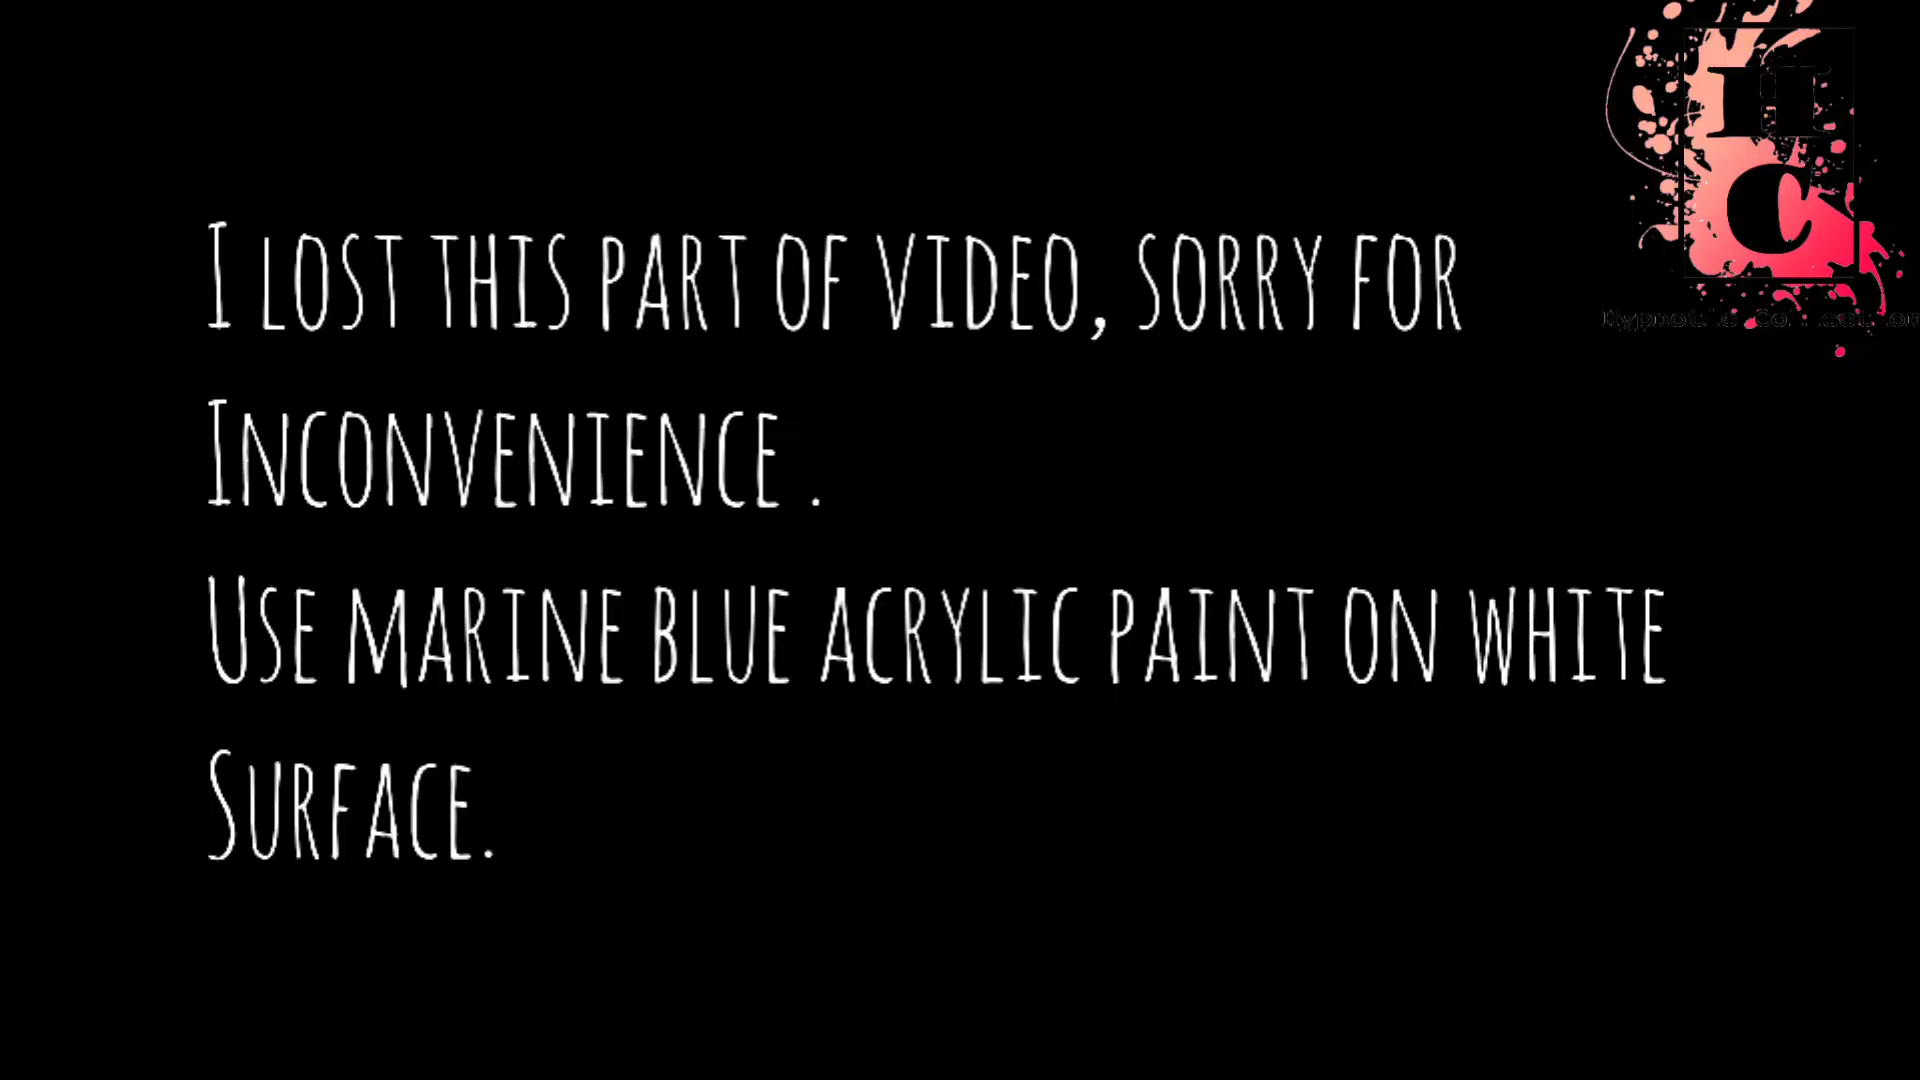 I lost this part of video, sorry for
Inconvenience .
Use marine blue acrylic paint on white
Surface.
H
C